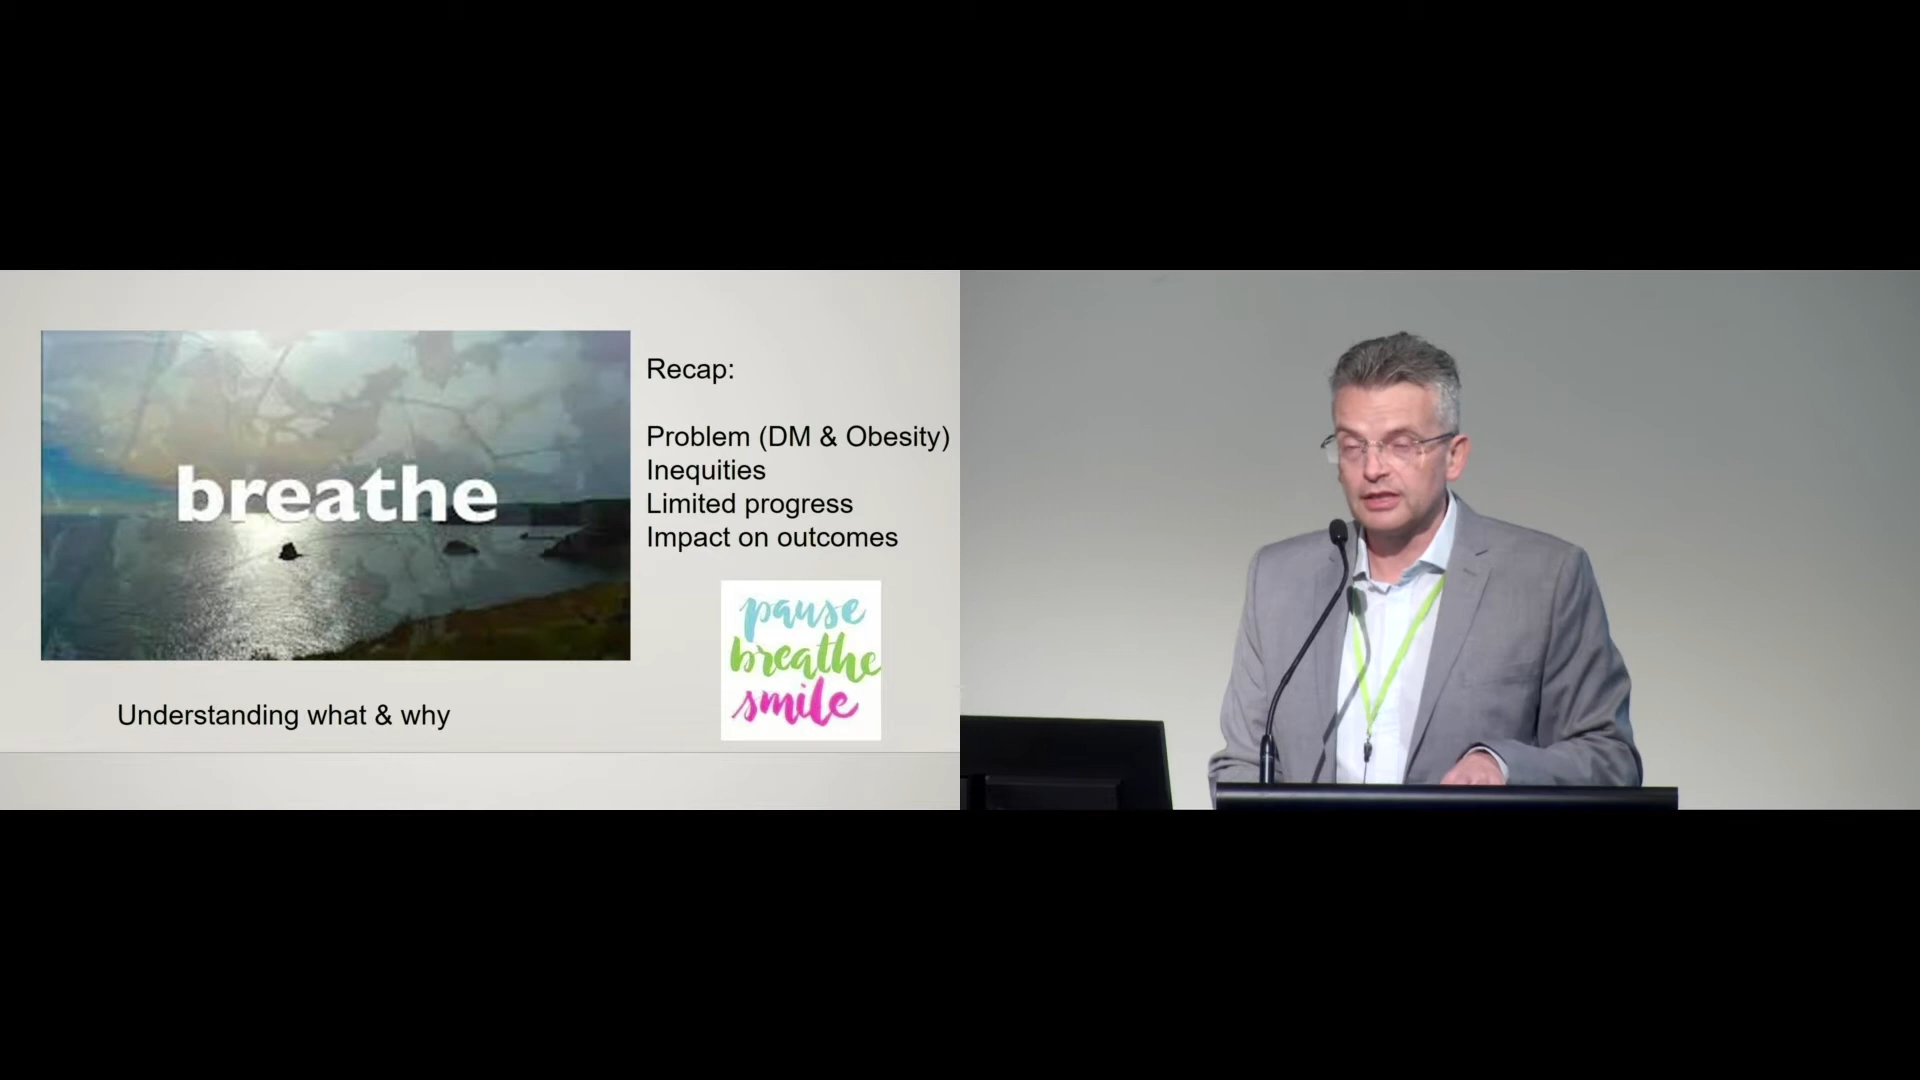 breathe
Recap:
Problem (DM & Obesity)
Inequities
Limited progress
Impact on outcomes
pause
breathe
smile
Understanding what & why